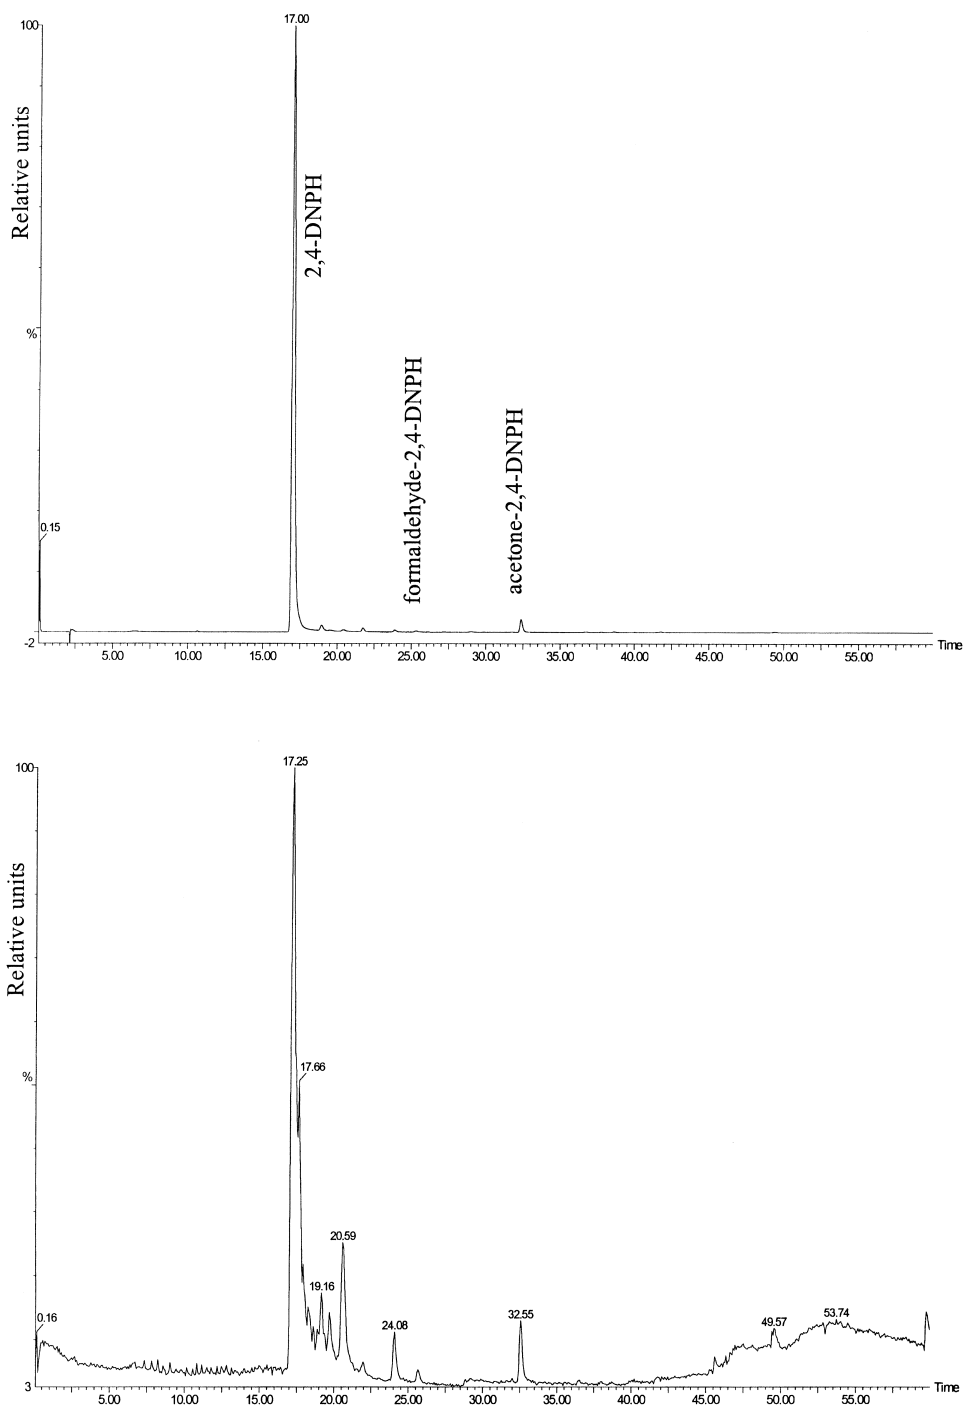 17.00
100
Relative units
2,4-DNPH
%
formaldehyde-2,4-DNPH
acetone-2,4-DNPH
0.15
-2
5.00 10.00 15.00 20.00 25.00 30.00 35.00 40.00 45.00 50.00 55.00 Time
17.25
100
Relative units
%
17.66
20.59
19.16
24.08
32.55
49.57
53.74
0.16
3
5.00 10.00 15.00 20.00 25.00 30.00 35.00 40.00 45.00 50.00 55.00 Time